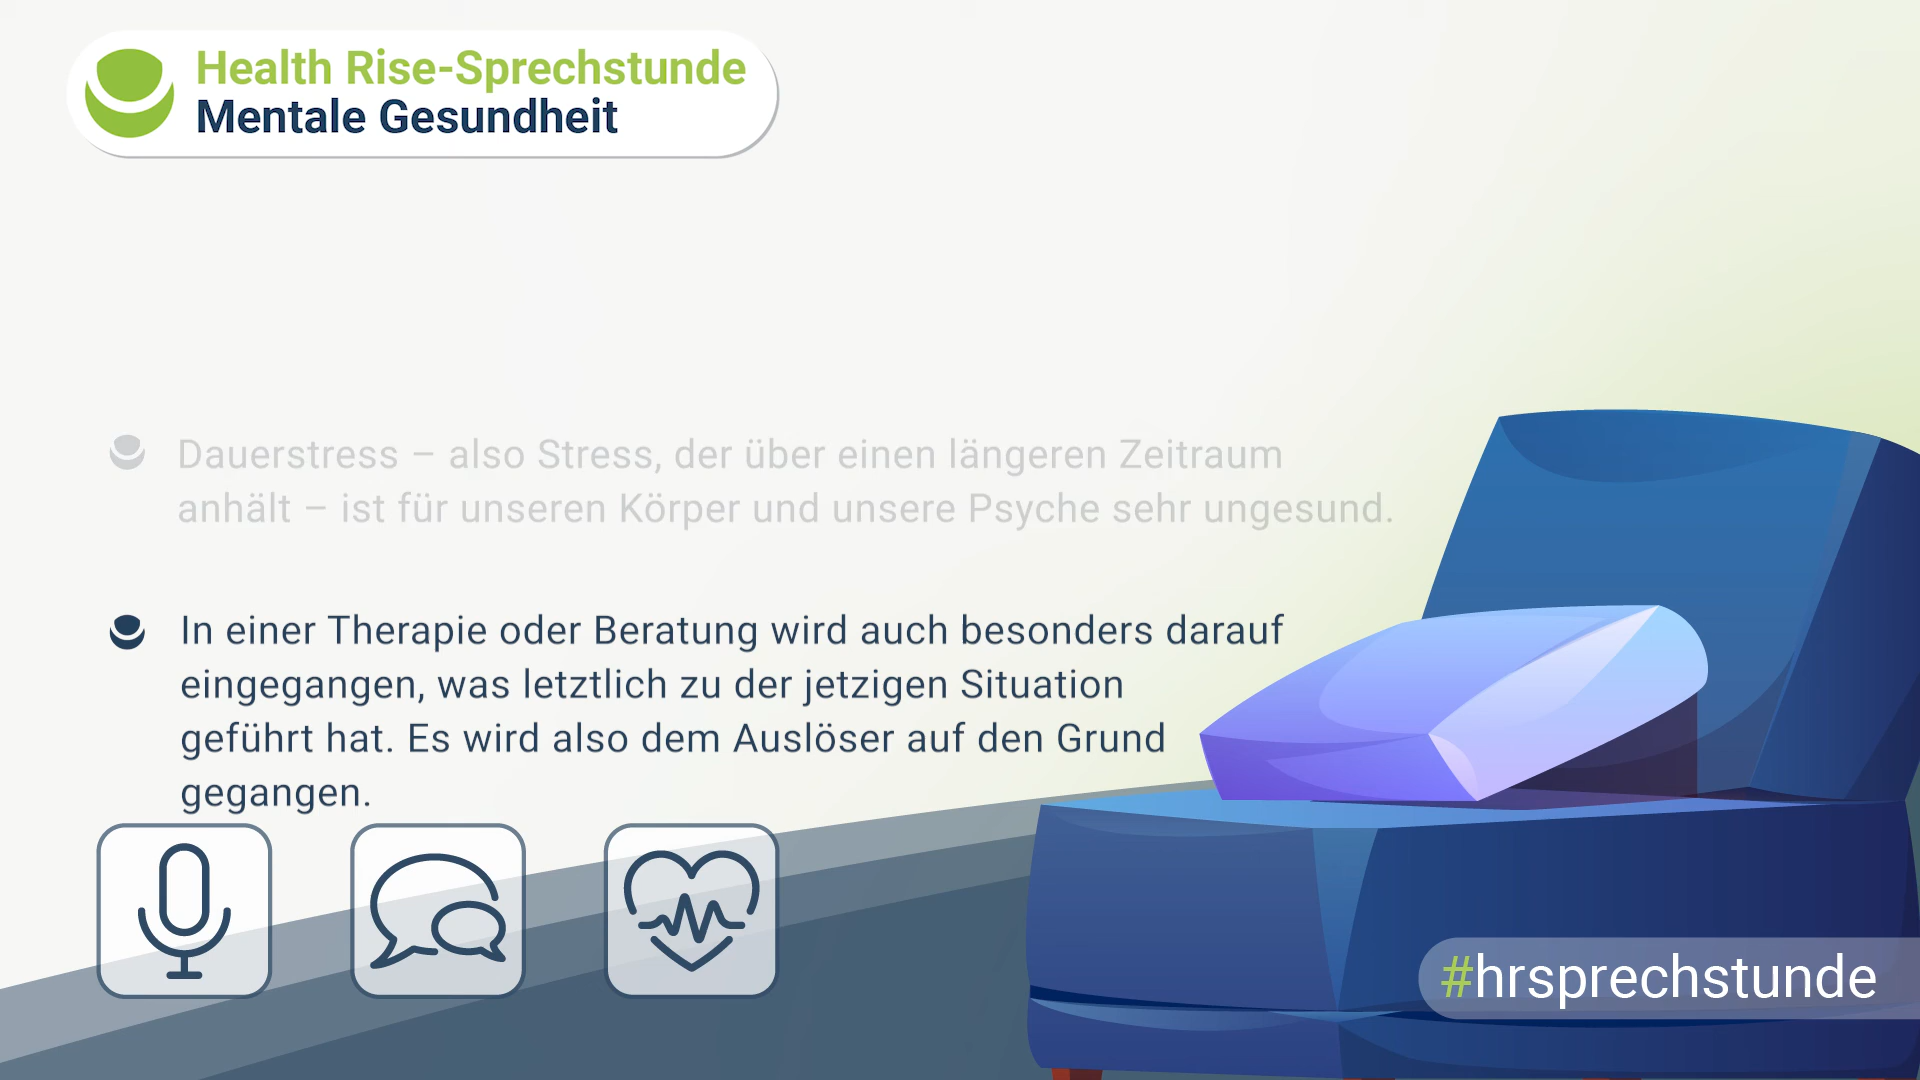 Health Rise-Sprechstunde
Mentale Gesundheit
Dauerstress – also Stress, der über einen längeren Zeitraum
anhält – ist für unseren Körper und unsere Psyche sehr ungesund.
In einer Therapie oder Beratung wird auch besonders darauf
eingegangen, was letztlich zu der jetzigen Situation
geführt hat. Es wird also dem Auslöser auf den Grund
gegangen.
#hrsprechstunde